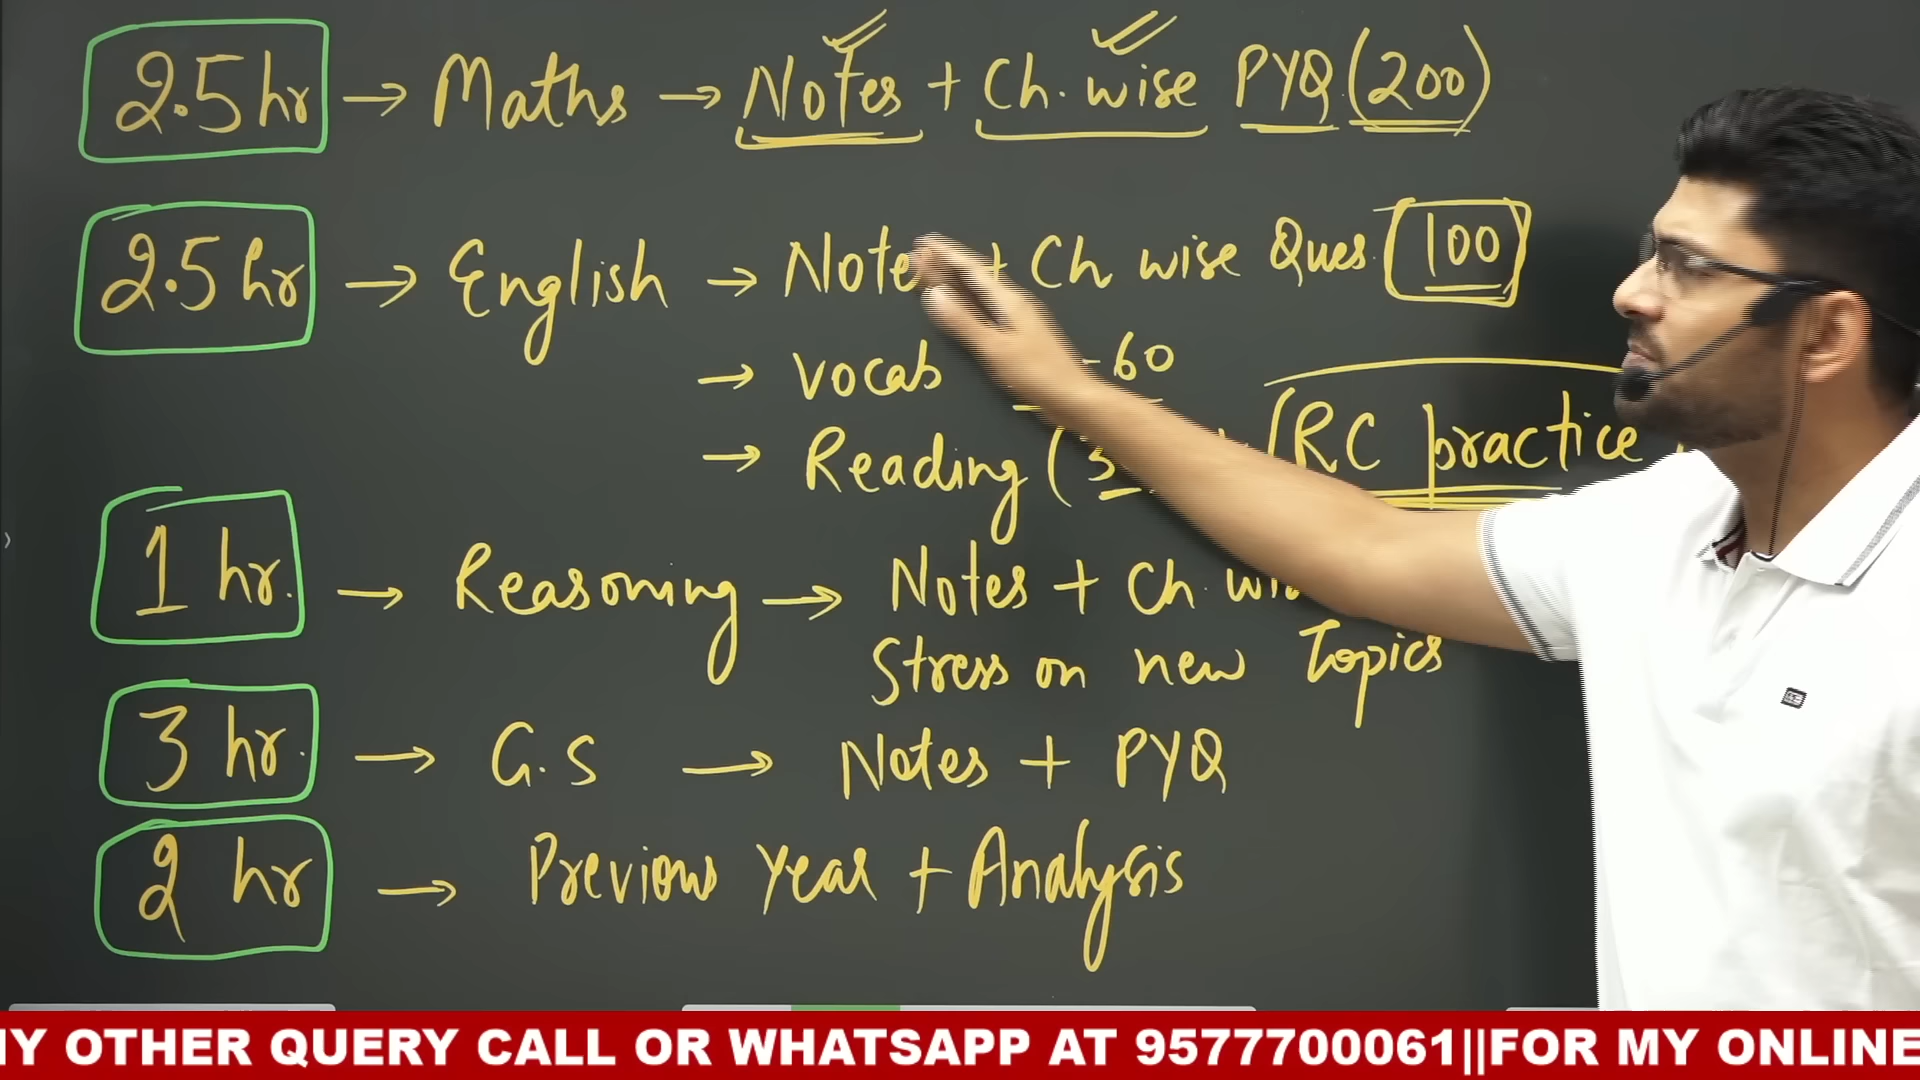 2.5 hr → Maths → Notes + Ch. wise PYQ (200)
2.5 hr → English → Notes + Ch wise Ques. 100
→ vocab - 60
→ Reading ( (RC practice
1 hr. → Reasoning → Notes + Ch.
Stress on new Topics
3 hr. → G.S → Notes + PYQ
2 hr → Previous Year + Analysis
OTHER QUERY CALL OR WHATSAPP AT 9577700061||FOR MY ONLINE